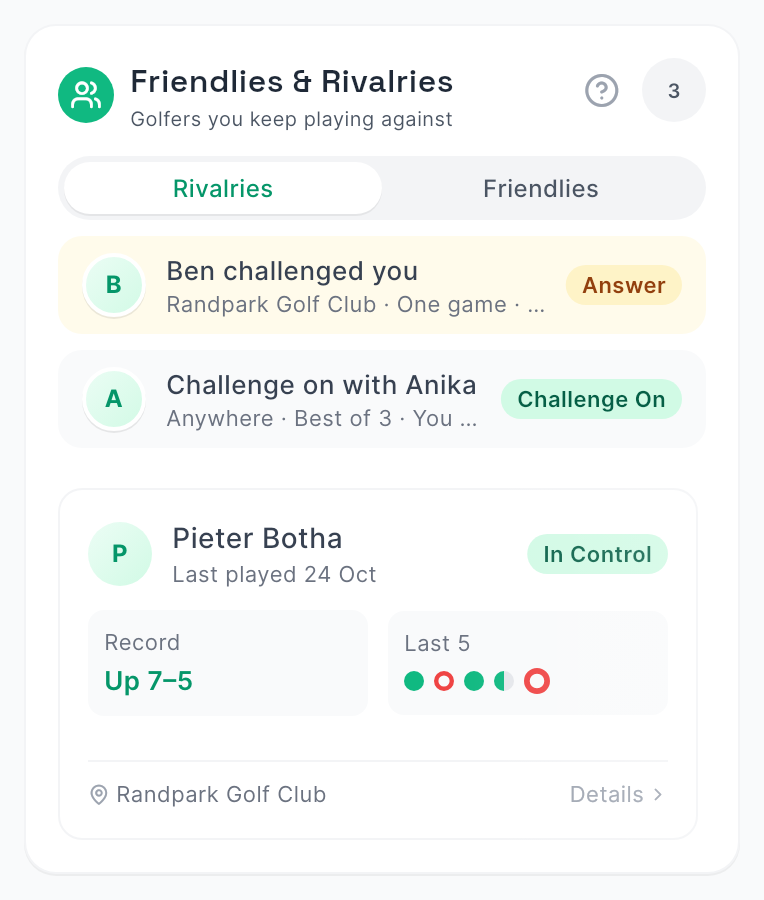 Friendlies & Rivalries
3
Golfers you keep playing against
Rivalries
Friendlies
B
Ben challenged you
Randpark Golf Club · One game · ...
Answer
A
Challenge on with Anika
Anywhere · Best of 3 · You ...
Challenge On
P
Pieter Botha
Last played 24 Oct
In Control
Record
Up 7–5
Last 5
Randpark Golf Club
Details